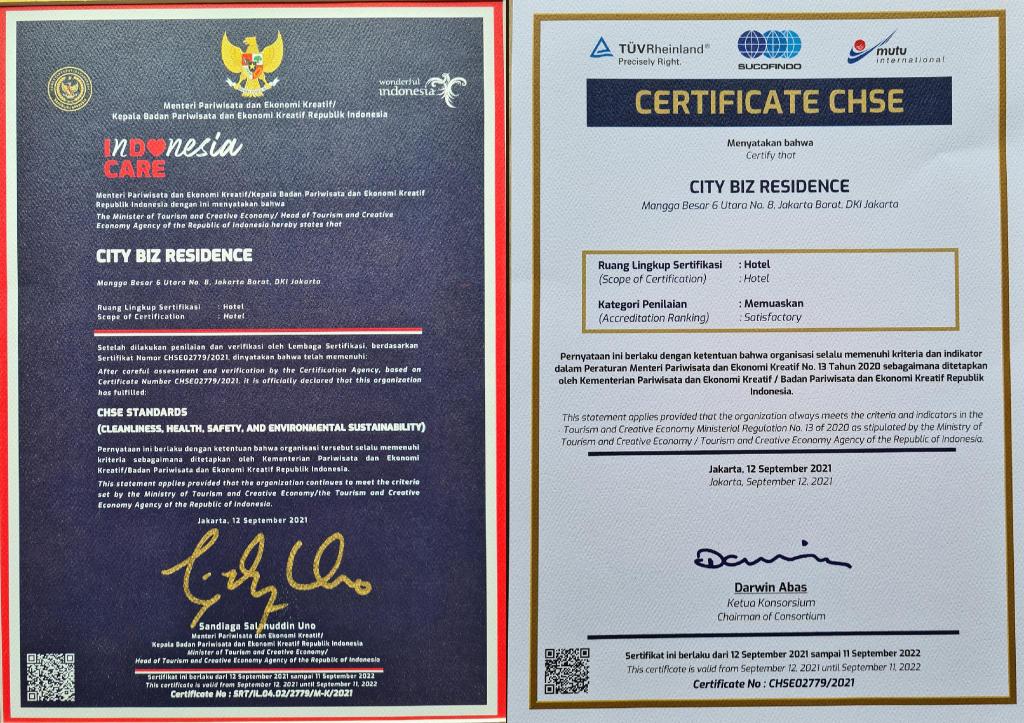 wonderful
indonesia
Menteri Pariwisata dan Ekonomi Kreatif/
Kepala Badan Pariwisata dan Ekonomi Kreatif Republik Indonesia
INDONesia
CARE
Menteri Pariwisata dan Ekonomi Kreatif/Kepala Badan Pariwisata dan Ekonomi Kreatif
Republik Indonesia dengan ini menyatakan bahwa
The Minister of Tourism and Creative Economy/ Head of Tourism and Creative
Economy Agency of the Republic of Indonesia hereby states that
CITY BIZ RESIDENCE
Mangga Besar 6 Utara No. 8, Jakarta Barat, DKI Jakarta
Ruang Lingkup Sertifikasi : Hotel
Scope of Certification : Hotel
Setelah dilakukan penilaian dan verifikasi oleh Lembaga Sertifikasi, berdasarkan
Sertifikat Nomor CHSE02779/2021, dinyatakan bahwa telah memenuhi:
After careful assessment and verification by the Certification Agency, based on
Certificate Number CHSE02779/2021, it is officially declared that this organization
has fulfilled:
CHSE STANDARDS
(CLEANLINESS, HEALTH, SAFETY, AND ENVIRONMENTAL SUSTAINABILITY)
Pernyataan ini berlaku dengan ketentuan bahwa organisasi tersebut selalu memenuhi
kriteria sebagaimana ditetapkan oleh Kementerian Pariwisata dan Ekonomi
Kreatif/Badan Pariwisata dan Ekonomi Kreatif Republik Indonesia.
This statement applies provided that the organization continues to meet the criteria
set by the Ministry of Tourism and Creative Economy/the Tourism and Creative
Economy Agency of the Republic of Indonesia.
Jakarta, 12 September 2021
Sandiaga Salahuddin Uno
Menteri Pariwisata dan Ekonomi Kreatif/
Kepala Badan Pariwisata dan Ekonomi Kreatif Republik Indonesia
Minister of Tourism and Creative Economy/
Head of Tourism and Creative Economy Agency of the Republic of Indonesia
Sertifikat ini berlaku dari 12 September 2021 sampai 11 September 2022
This certificate is valid from September 12, 2021 until September 11, 2022
Certificate No : SRT/IL.04.02/2779/M-K/2021
TÜVRheinland®
Precisely Right.
SUCOFINDO
mutu
international
CERTIFICATE CHSE
Menyatakan bahwa
Certify that
CITY BIZ RESIDENCE
Mangga Besar 6 Utara No. 8, Jakarta Barat, DKI Jakarta
Ruang Lingkup Sertifikasi : Hotel
(Scope of Certification) : Hotel
Kategori Penilaian : Memuaskan
(Accreditation Ranking) : Satisfactory
Pernyataan ini berlaku dengan ketentuan bahwa organisasi selalu memenuhi kriteria dan indikator
dalam Peraturan Menteri Pariwisata dan Ekonomi Kreatif No. 13 Tahun 2020 sebagaimana ditetapkan
oleh Kementerian Pariwisata dan Ekonomi Kreatif / Badan Pariwisata dan Ekonomi Kreatif Republik
Indonesia.
This statement applies provided that the organization always meets the criteria and indicators in the
Tourism and Creative Economy Ministerial Regulation No. 13 of 2020 as stipulated by the Ministry of
Tourism and Creative Economy / Tourism and Creative Economy Agency of the Republic of Indonesia.
Jakarta, 12 September 2021
Jakarta, September 12, 2021
Darwin Abas
Ketua Konsorsium
Chairman of Consortium
Sertifikat ini berlaku dari 12 September 2021 sampai 11 September 2022
This certificate is valid from September 12, 2021 until September 11, 2022
Certificate No : CHSE02779/2021